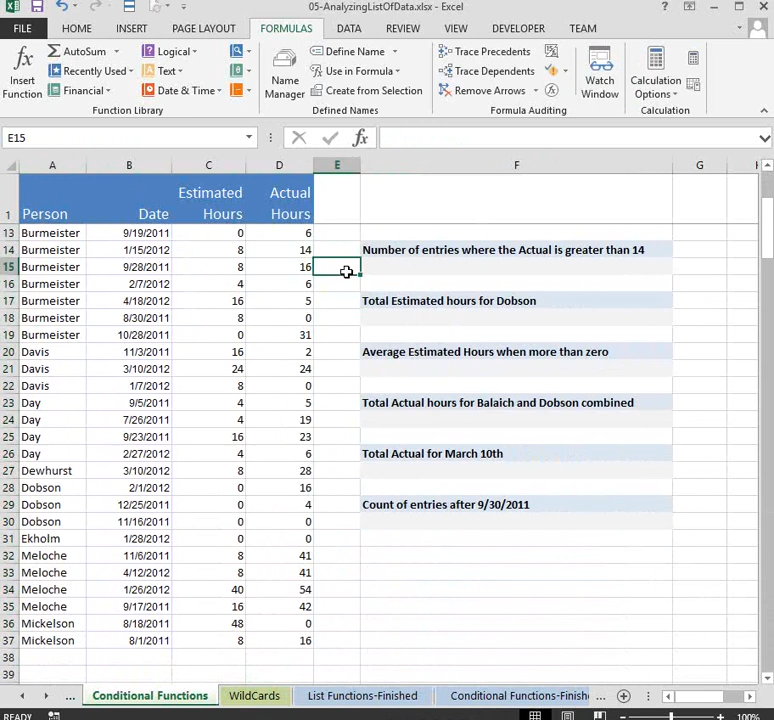 05-AnalyzingListOfData.xlsx - Excel
FILE HOME INSERT PAGE LAYOUT FORMULAS DATA REVIEW VIEW DEVELOPER TEAM
Insert Function
AutoSum
Recently Used
Financial
Logical
Text
Date & Time
Function Library
Name Manager
Define Name
Use in Formula
Create from Selection
Defined Names
Trace Precedents
Trace Dependents
Remove Arrows
Formula Auditing
Watch Window
Calculation Options
Calculation
E15
fx
A B C D E F G
1 Person Date Estimated Hours Actual Hours
13 Burmeister 9/19/2011 0 6
14 Burmeister 1/15/2012 8 14 Number of entries where the Actual is greater than 14
15 Burmeister 9/28/2011 8 16
16 Burmeister 2/7/2012 4 6
17 Burmeister 4/18/2012 16 5 Total Estimated hours for Dobson
18 Burmeister 8/30/2011 8 0
19 Burmeister 10/28/2011 0 31
20 Davis 11/3/2011 16 2 Average Estimated Hours when more than zero
21 Davis 3/10/2012 24 24
22 Davis 1/7/2012 8 0
23 Day 9/5/2011 4 5 Total Actual hours for Balaich and Dobson combined
24 Day 7/26/2011 4 19
25 Day 9/23/2011 16 23
26 Day 2/27/2012 4 6 Total Actual for March 10th
27 Dewhurst 3/10/2012 8 28
28 Dobson 2/1/2012 0 16
29 Dobson 12/25/2011 0 4 Count of entries after 9/30/2011
30 Dobson 11/16/2011 0 0
31 Ekholm 1/28/2012 0 0
32 Meloche 11/6/2011 8 41
33 Meloche 4/12/2012 8 41
34 Meloche 1/26/2012 40 54
35 Meloche 9/17/2011 16 42
36 Mickelson 8/18/2011 48 0
37 Mickelson 8/1/2011 8 16
38
39
... Conditional Functions WildCards List Functions-Finished Conditional Functions-Finishe ...
READY 100%